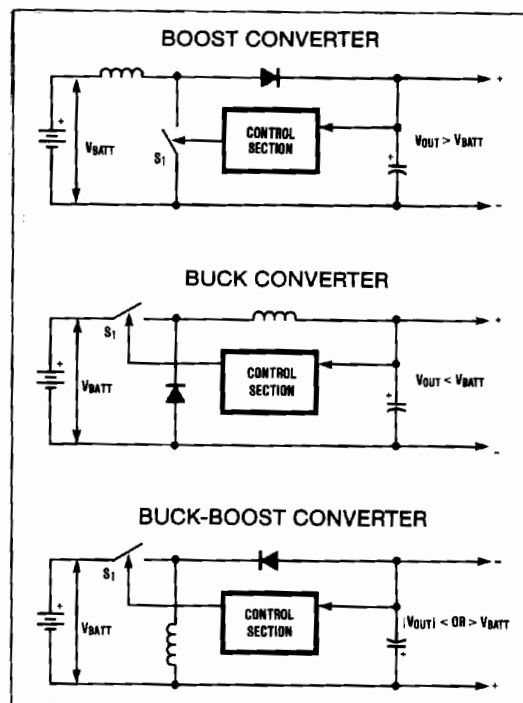 BOOST CONVERTER
+
+
VBATT
S1
CONTROL
SECTION
+
VOUT > VBATT
–
BUCK CONVERTER
S1
+
+
VBATT
CONTROL
SECTION
+
VOUT < VBATT
–
BUCK-BOOST CONVERTER
S1
–
+
VBATT
CONTROL
SECTION
|VOUT| < OR > VBATT
+
+